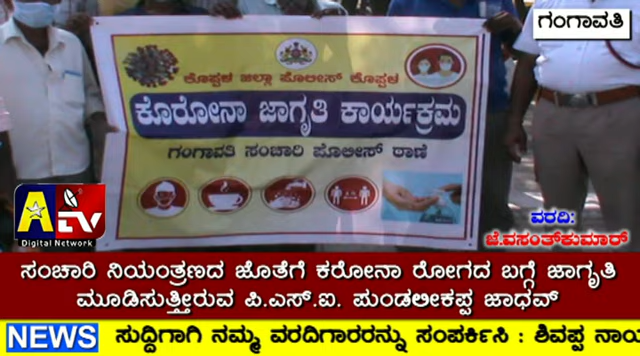 ಗಂಗಾವತಿ
ಕೊಪ್ಪಳ ಜಿಲ್ಲಾ ಪೊಲೀಸ್ ಕೊಪ್ಪಳ
ಕೊರೋನಾ ಜಾಗೃತಿ ಕಾರ್ಯಕ್ರಮ
ಗಂಗಾವತಿ ಸಂಚಾರಿ ಪೊಲೀಸ್ ಠಾಣೆ
A tv
Digital Network
ವರದಿ:
ಜೆ.ವಸಂತ್‌ಕುಮಾರ್
ಸಂಚಾರಿ ನಿಯಂತ್ರಣದ ಜೊತೆಗೆ ಕರೋನಾ ರೋಗದ ಬಗ್ಗೆ ಜಾಗೃತಿ
ಮೂಡಿಸುತ್ತೀರುವ ಪಿ.ಎಸ್.ಐ. ಪುಂಡಲೀಕಪ್ಪ ಜಾಧವ್
NEWS ಸುದ್ದಿಗಾಗಿ ನಮ್ಮ ವರದಿಗಾರರನ್ನು ಸಂಪರ್ಕಿಸಿ : ಶಿವಪ್ಪ ನಾಯ